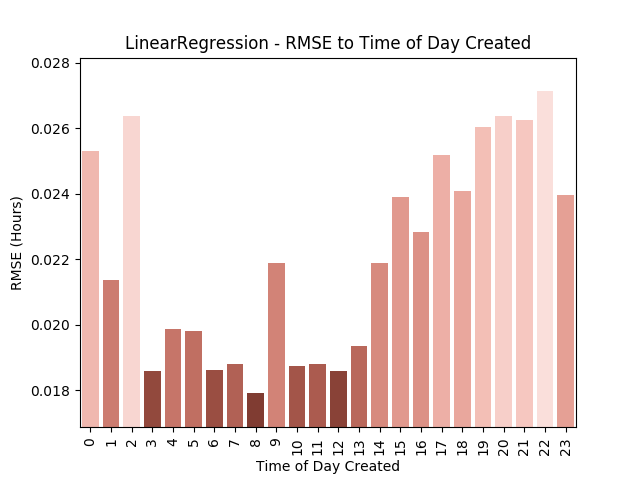 LinearRegression - RMSE to Time of Day Created
0.028
0.026
0.024
0.022
0.020
0.018
RMSE (Hours)
0 1 2 3 4 5 6 7 8 9 10 11 12 13 14 15 16 17 18 19 20 21 22 23
Time of Day Created